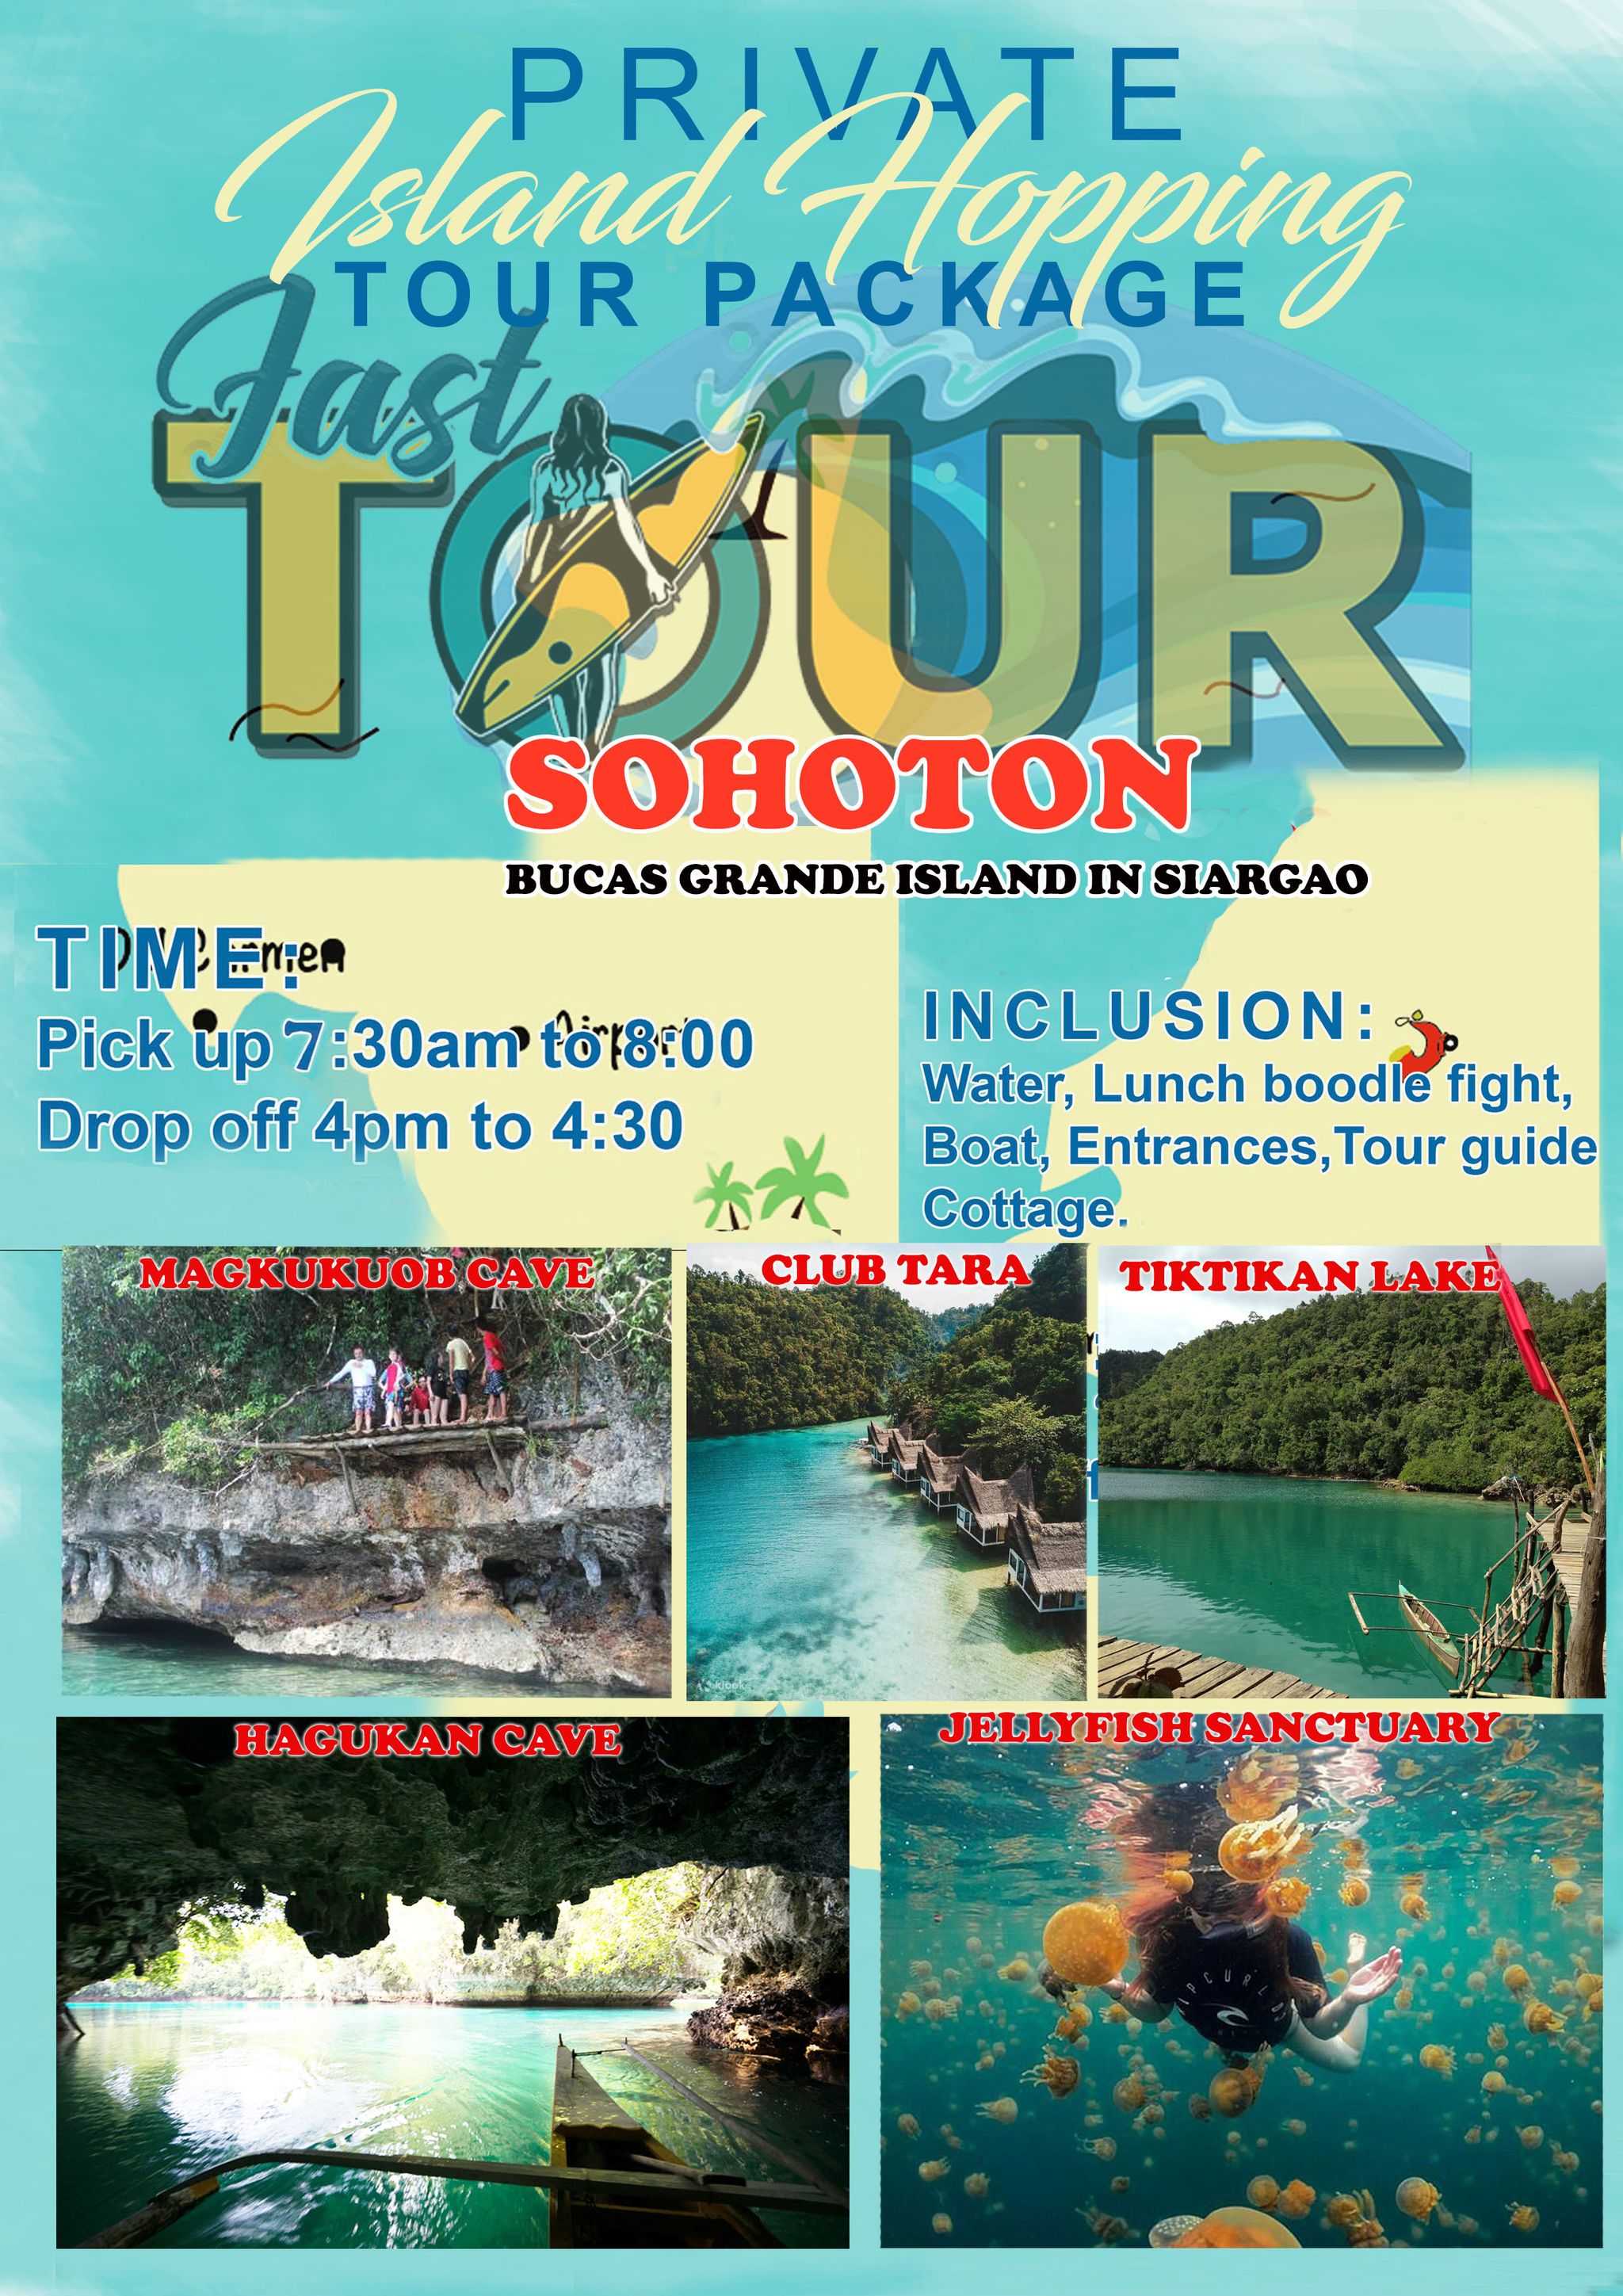 PRIVATE
Island Hopping
TOUR PACKAGE
Fast
TOUR
SOHOTON
BUCAS GRANDE ISLAND IN SIARGAO
TIME:
Pick up 7:30am to 8:00
Drop off 4pm to 4:30
INCLUSION:
Water, Lunch boodle fight,
Boat, Entrances,Tour guide
Cottage.
MAGKUKUOB CAVE
CLUB TARA
TIKTIKAN LAKE
klook
HAGUKAN CAVE
JELLYFISH SANCTUARY
RIPCURL